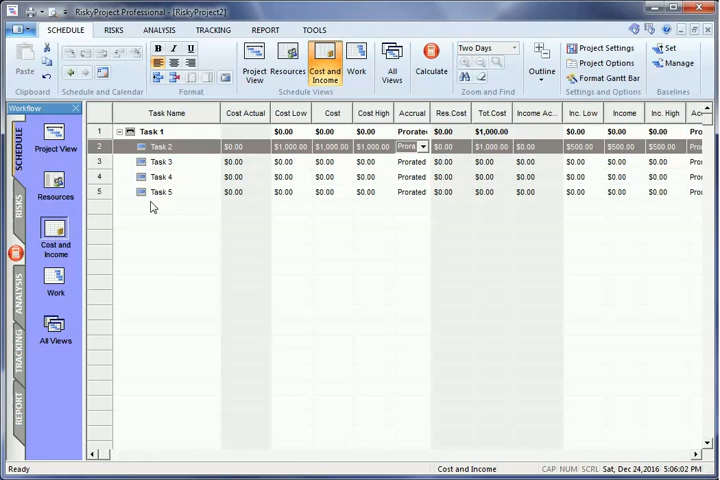 RiskyProject Professional - [RiskyProject2]
SCHEDULE RISKS ANALYSIS TRACKING REPORT TOOLS
Paste
Clipboard
Schedule and Calendar
B I U
Format
Project View
Resources
Cost and Income
Work
All Views
Schedule Views
Calculate
Two Days
Zoom and Find
Outline
Project Settings
Project Options
Format Gantt Bar
Settings and Options
Set
Manage
Baselines
Workflow
SCHEDULE
RISKS
ANALYSIS
TRACKING
REPORT
Project View
Resources
Cost and Income
Work
All Views
Task Name Cost Actual Cost Low Cost Cost High Accrual Res.Cost Tot.Cost Income Ac... Inc. Low Income Inc. High
1 Task 1 $0.00 $0.00 $0.00 Prorated $0.00 $1,000.00 $0.00 $0.00 $0.00
2 Task 2 $0.00 $1,000.00 $1,000.00 $1,000.00 Prora $0.00 $1,000.00 $0.00 $500.00 $500.00 $500.00 Pro
3 Task 3 $0.00 $0.00 $0.00 $0.00 Prorated $0.00 $0.00 $0.00 $0.00 $0.00 $0.00 Pro
4 Task 4 $0.00 $0.00 $0.00 $0.00 Prorated $0.00 $0.00 $0.00 $0.00 $0.00 $0.00 Pro
5 Task 5 $0.00 $0.00 $0.00 $0.00 Prorated $0.00 $0.00 $0.00 $0.00 $0.00 $0.00 Pro
Ready Cost and Income CAP NUM SCRL Sat, Dec 24,2016 5:06:02 PM